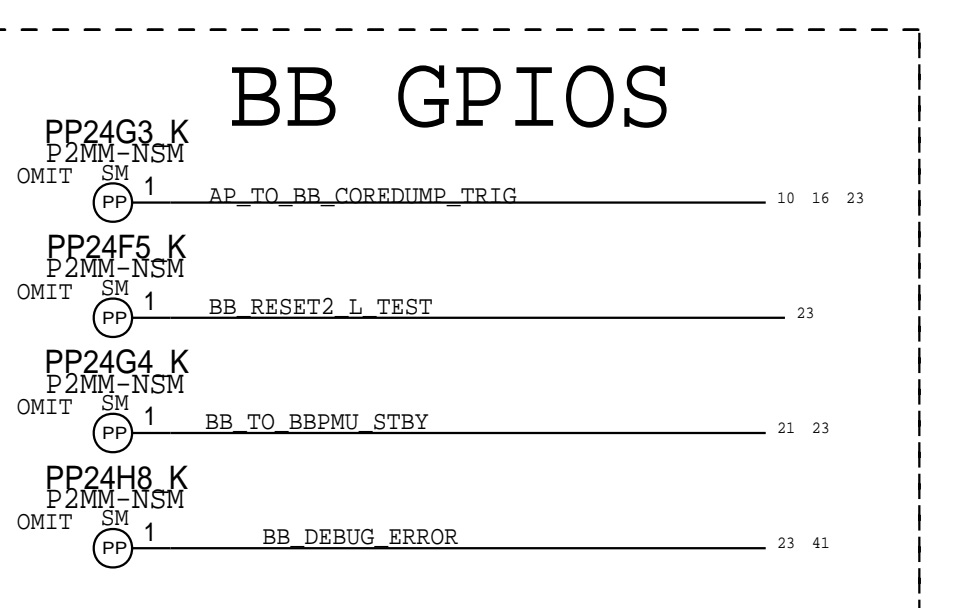 BB GPIOS
PP24G3_K
P2MM-NSM
OMIT SM 1
PP AP_TO_BB_COREDUMP_TRIG 10 16 23
PP24F5_K
P2MM-NSM
OMIT SM 1
PP BB_RESET2_L_TEST 23
PP24G4_K
P2MM-NSM
OMIT SM 1
PP BB_TO_BBPMU_STBY 21 23
PP24H8_K
P2MM-NSM
OMIT SM 1
PP BB_DEBUG_ERROR 23 41